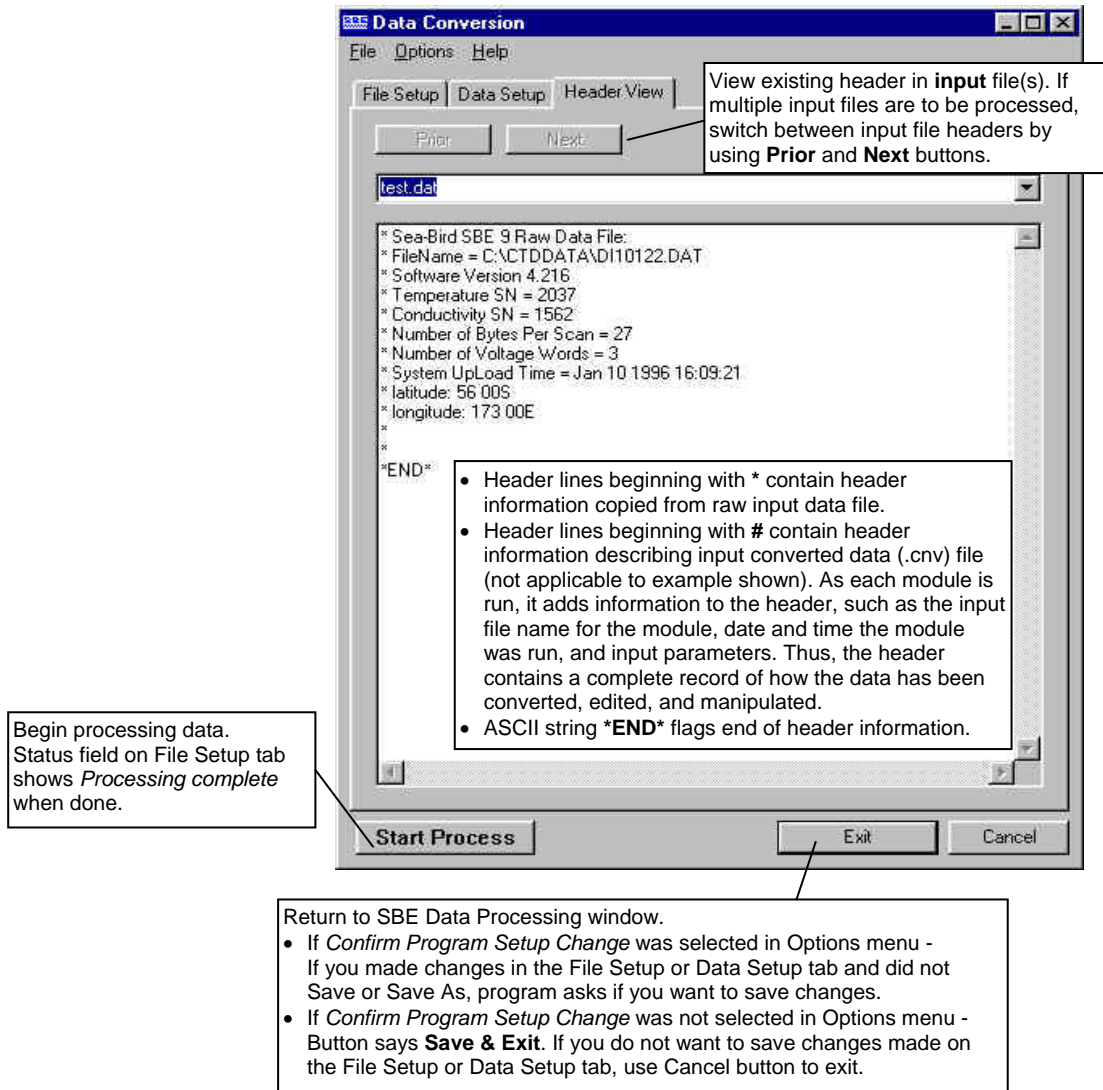 SBE Data Conversion
File Options Help
File Setup Data Setup Header View
View existing header in input file(s). If
multiple input files are to be processed,
switch between input file headers by
using Prior and Next buttons.
Prior Next
test.dat
* Sea-Bird SBE 9 Raw Data File:
* FileName = C:\CTDDATA\DI10122.DAT
* Software Version 4.216
* Temperature SN = 2037
* Conductivity SN = 1562
* Number of Bytes Per Scan = 27
* Number of Voltage Words = 3
* System UpLoad Time = Jan 10 1996 16:09:21
* latitude: 56 00S
* longitude: 173 00E
*
*
*END*
• Header lines beginning with * contain header
information copied from raw input data file.
• Header lines beginning with # contain header
information describing input converted data (.cnv) file
(not applicable to example shown). As each module is
run, it adds information to the header, such as the input
file name for the module, date and time the module
was run, and input parameters. Thus, the header
contains a complete record of how the data has been
converted, edited, and manipulated.
• ASCII string *END* flags end of header information.
Begin processing data.
Status field on File Setup tab
shows Processing complete
when done.
Start Process Exit Cancel
Return to SBE Data Processing window.
• If Confirm Program Setup Change was selected in Options menu -
If you made changes in the File Setup or Data Setup tab and did not
Save or Save As, program asks if you want to save changes.
• If Confirm Program Setup Change was not selected in Options menu -
Button says Save & Exit. If you do not want to save changes made on
the File Setup or Data Setup tab, use Cancel button to exit.